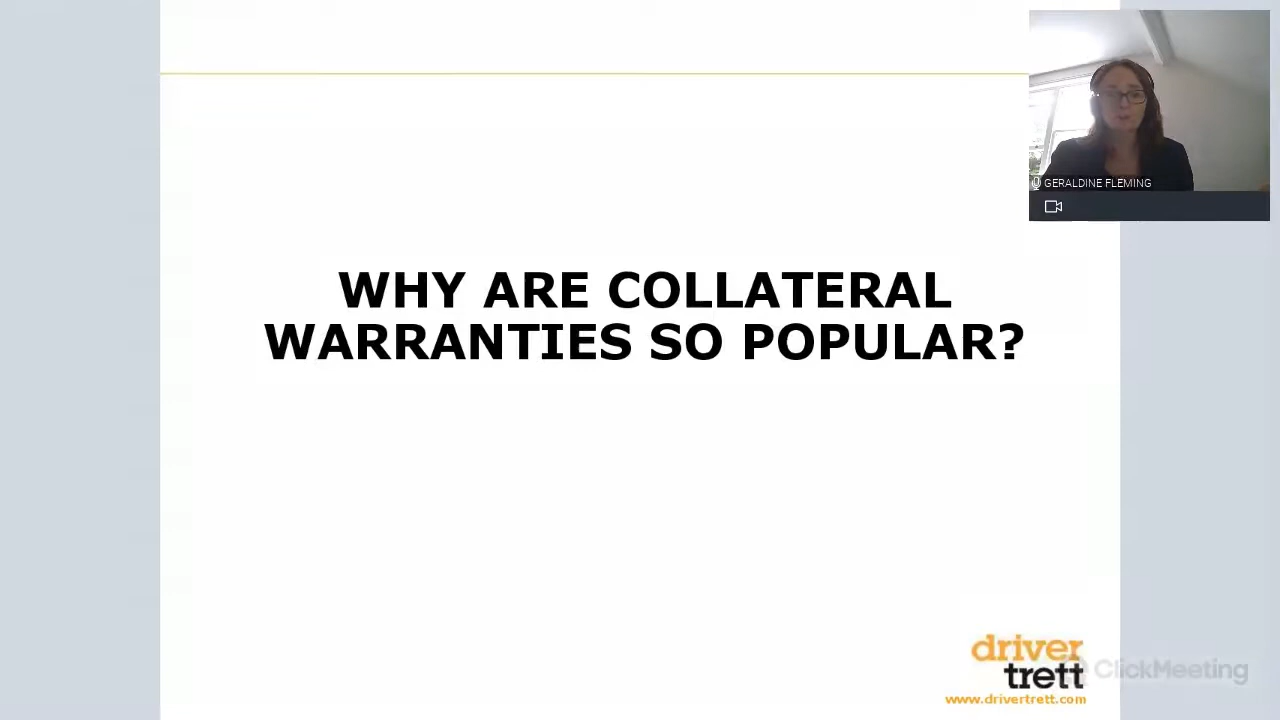 GERALDINE FLEMING
WHY ARE COLLATERAL
WARRANTIES SO POPULAR?
driver
trett
ClickMeeting
www.drivertrett.com